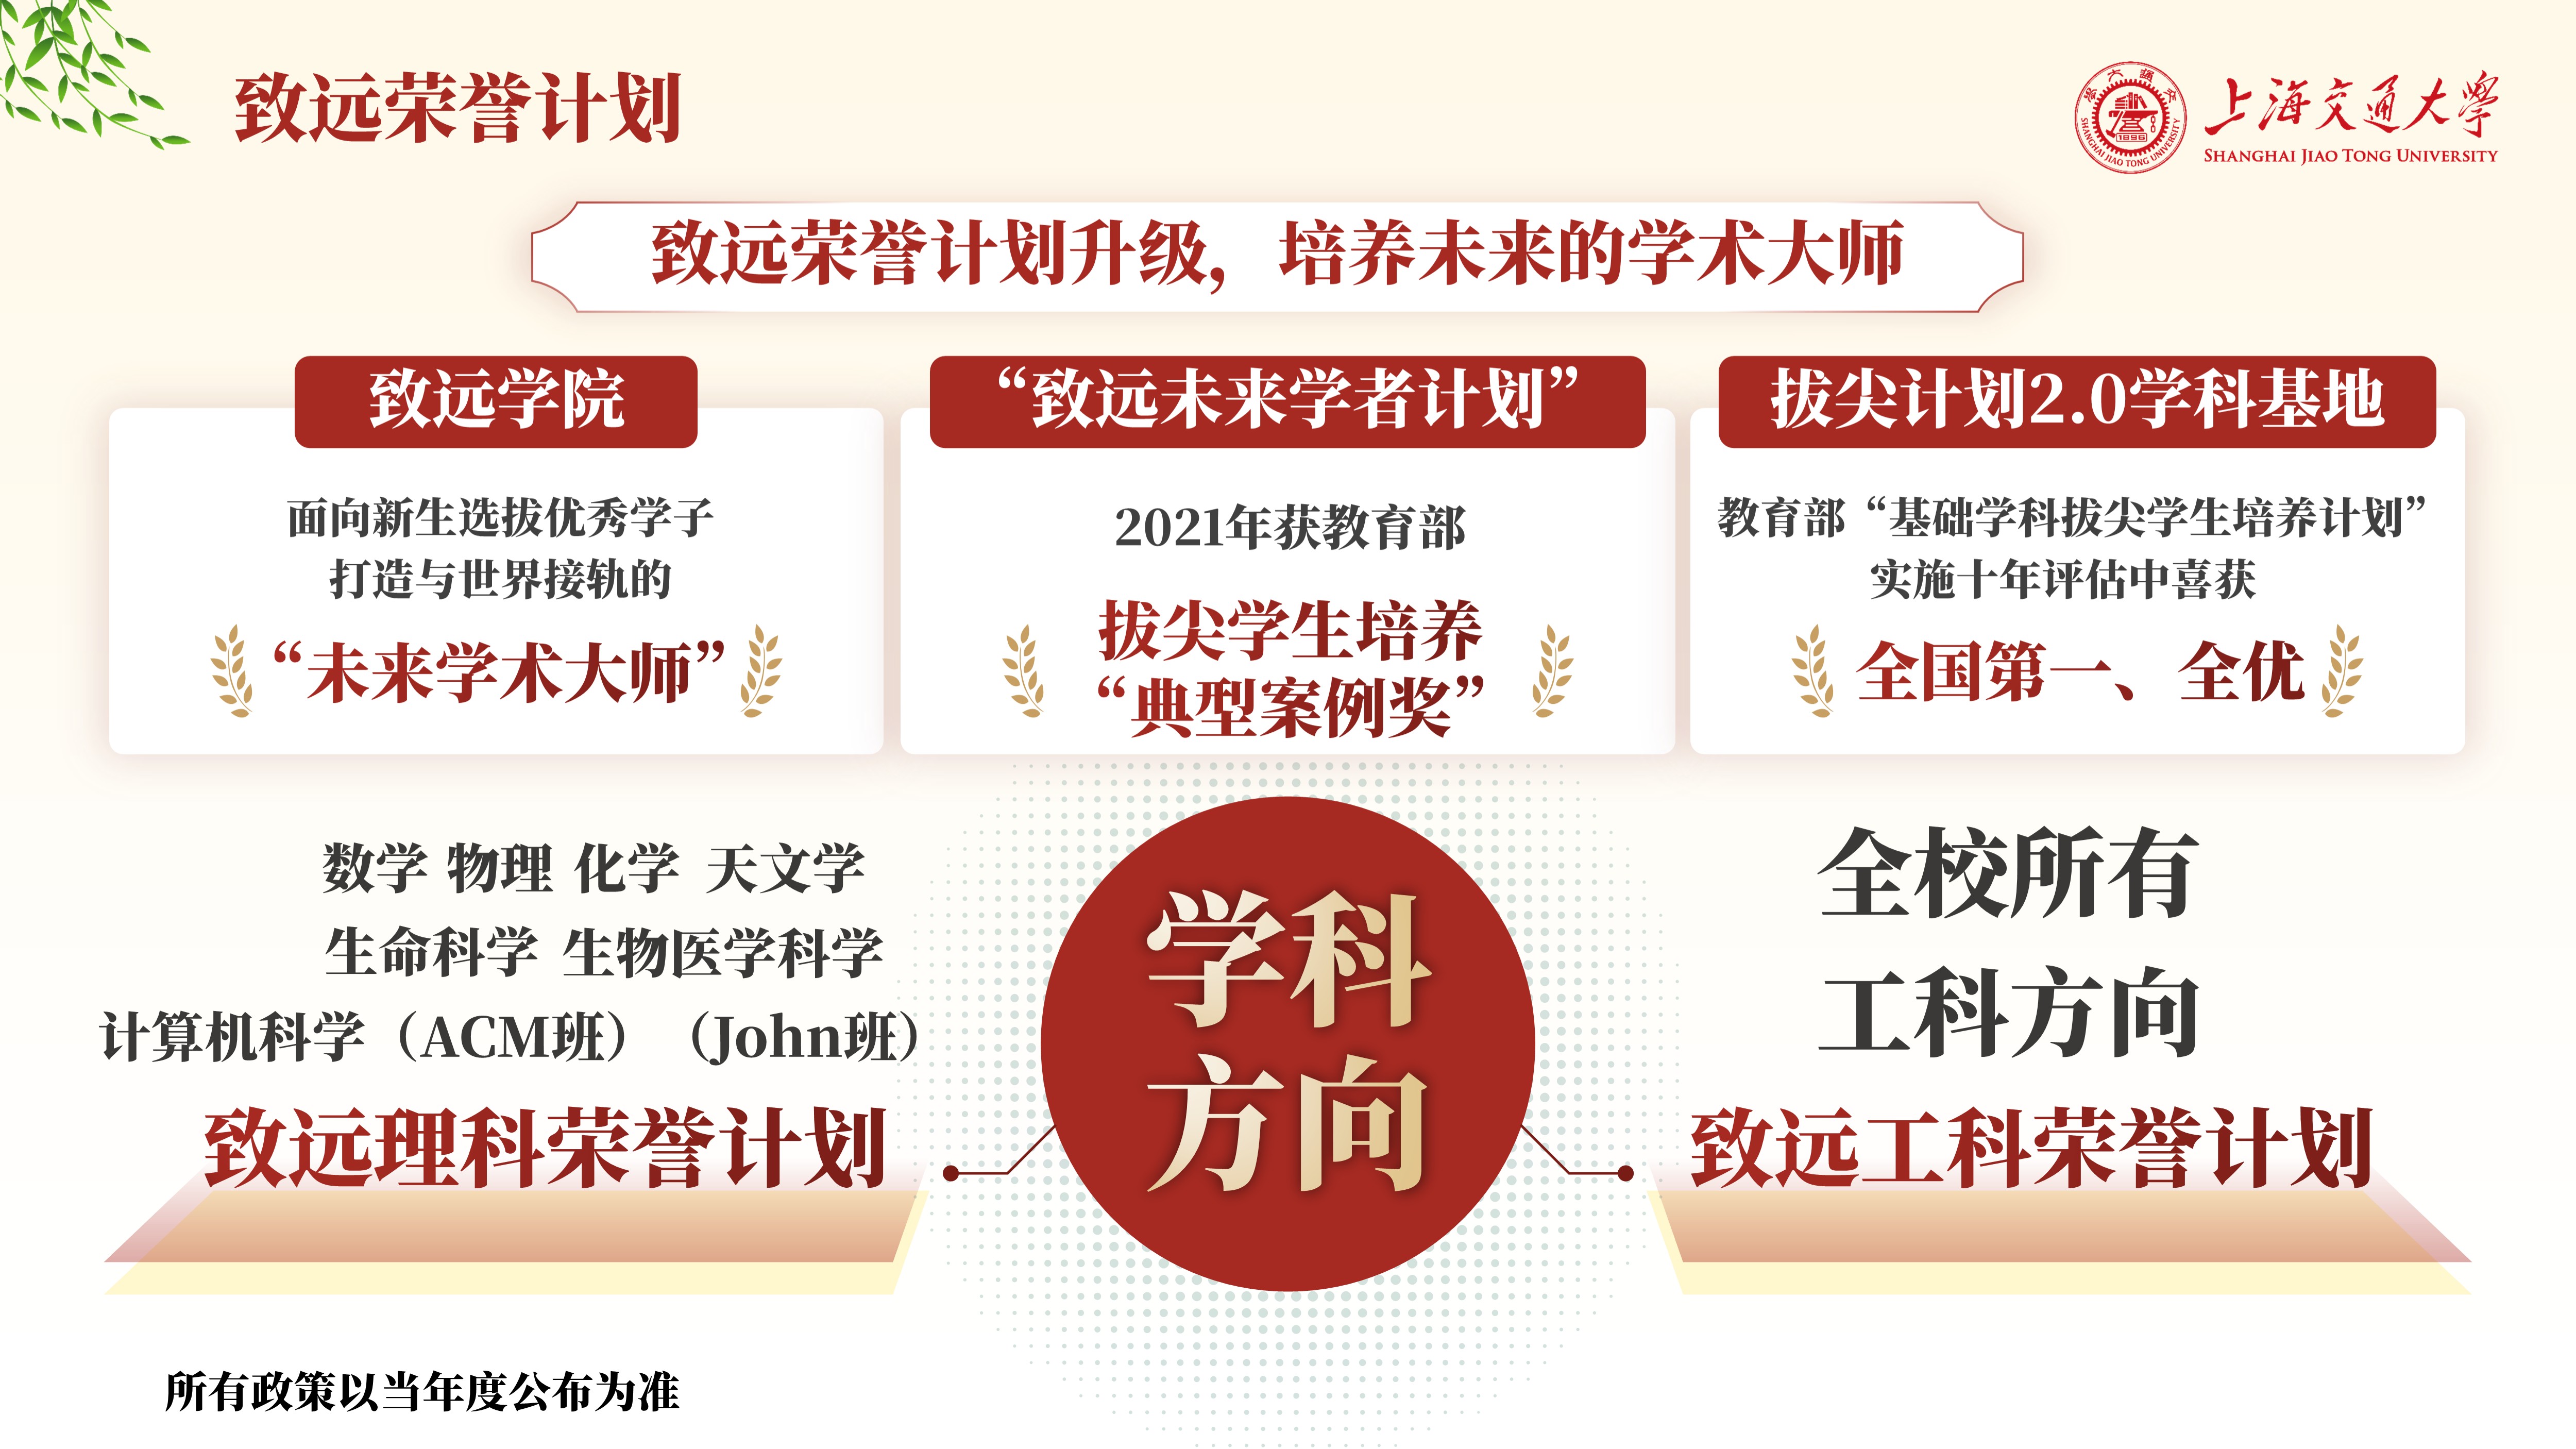 致远荣誉计划
上海交通大学
SHANGHAI JIAO TONG UNIVERSITY
1896
SHANGHAI JIAO TONG UNIVERSITY
致远荣誉计划升级，培养未来的学术大师
致远学院
面向新生选拔优秀学子
打造与世界接轨的
“未来学术大师”
“致远未来学者计划”
2021年获教育部
拔尖学生培养
“典型案例奖”
拔尖计划2.0学科基地
教育部“基础学科拔尖学生培养计划”
实施十年评估中喜获
全国第一、全优
数学 物理 化学 天文学
生命科学 生物医学科学
计算机科学（ACM班）（John班）
致远理科荣誉计划
学科
方向
全校所有
工科方向
致远工科荣誉计划
所有政策以当年度公布为准